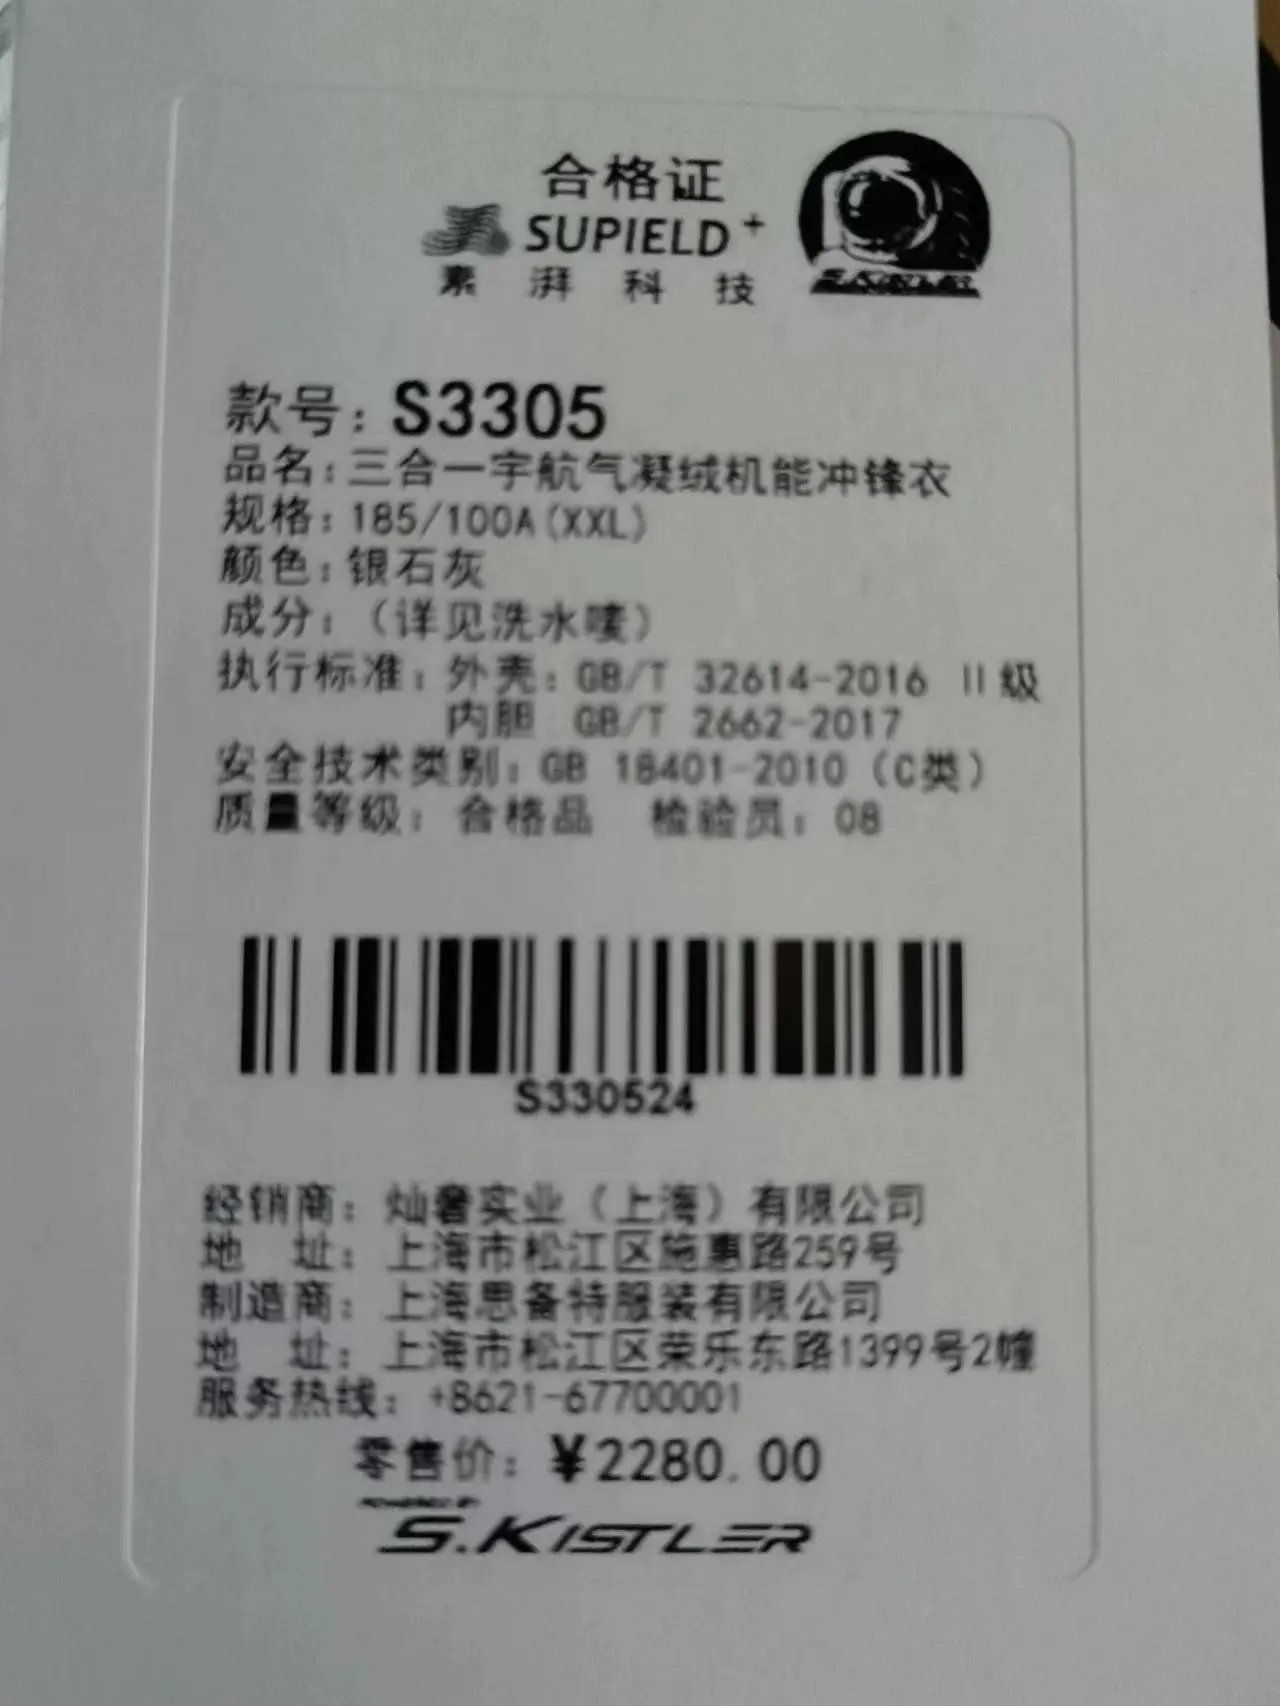 合格证
SUPIELD+
素湃科技
S.KISTLER
款号：S3305
品名：三合一宇航气凝绒机能冲锋衣
规格：185/100A(XXL)
颜色：银石灰
成分：（详见洗水唛）
执行标准：外壳：GB/T 32614-2016 II级
内胆 GB/T 2662-2017
安全技术类别：GB 18401-2010（C类）
质量等级：合格品 检验员：08
S330524
经销商：灿奢实业（上海）有限公司
地 址：上海市松江区施惠路259号
制造商：上海思备特服装有限公司
地 址：上海市松江区荣乐东路1399号2幢
服务热线：+8621-67700001
零售价：¥2280.00
POWERED BY
S.KISTLER